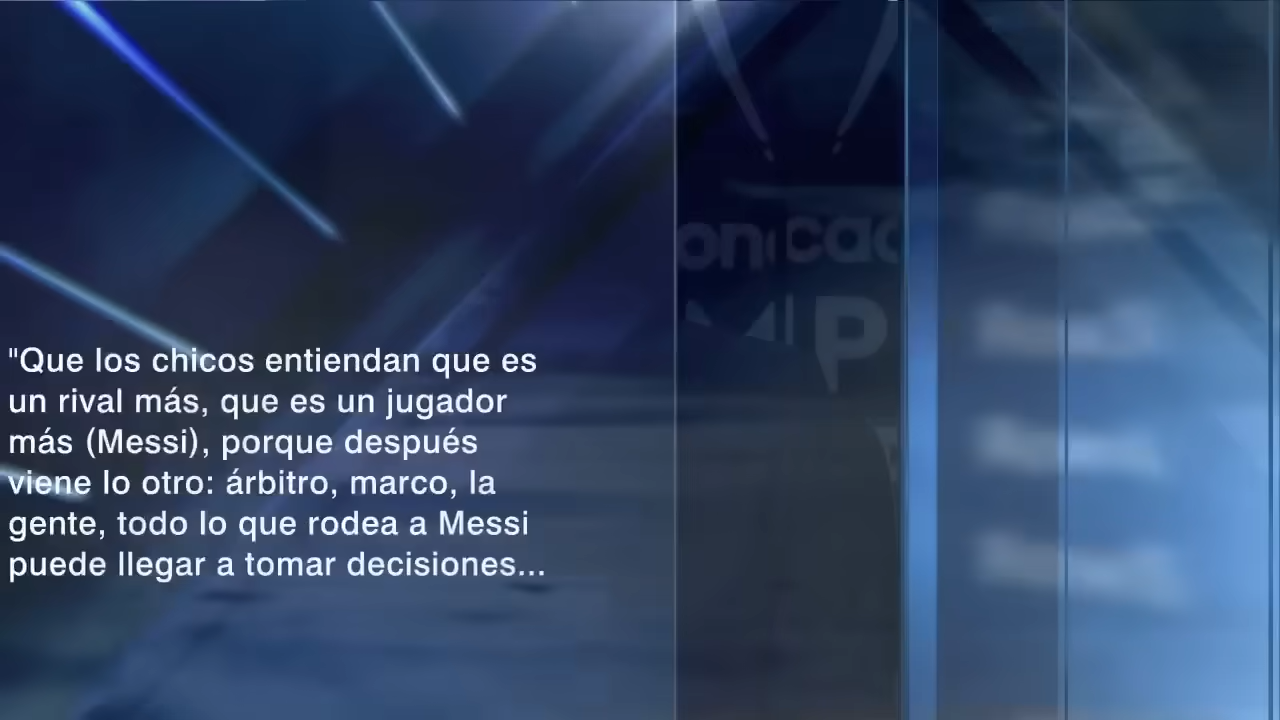 "Que los chicos entiendan que es
un rival más, que es un jugador
más (Messi), porque después
viene lo otro: árbitro, marco, la
gente, todo lo que rodea a Messi
puede llegar a tomar decisiones...